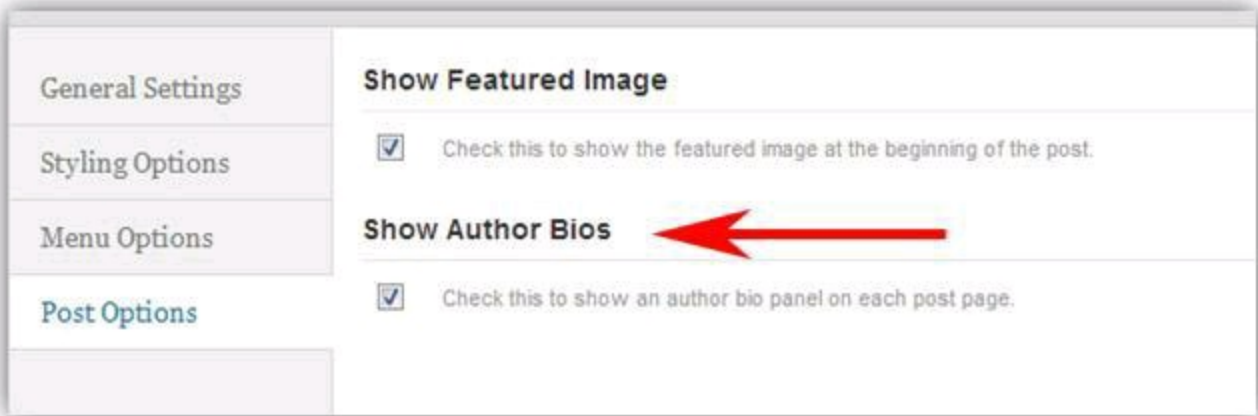 General Settings
Styling Options
Menu Options
Post Options
Show Featured Image
Check this to show the featured image at the beginning of the post.
Show Author Bios
Check this to show an author bio panel on each post page.